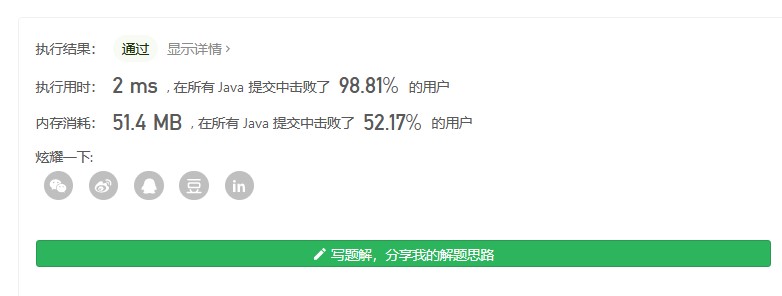 执行结果： 通过 显示详情 ›
执行用时： 2 ms , 在所有 Java 提交中击败了 98.81% 的用户
内存消耗： 51.4 MB , 在所有 Java 提交中击败了 52.17% 的用户
炫耀一下:
豆 in
写题解，分享我的解题思路